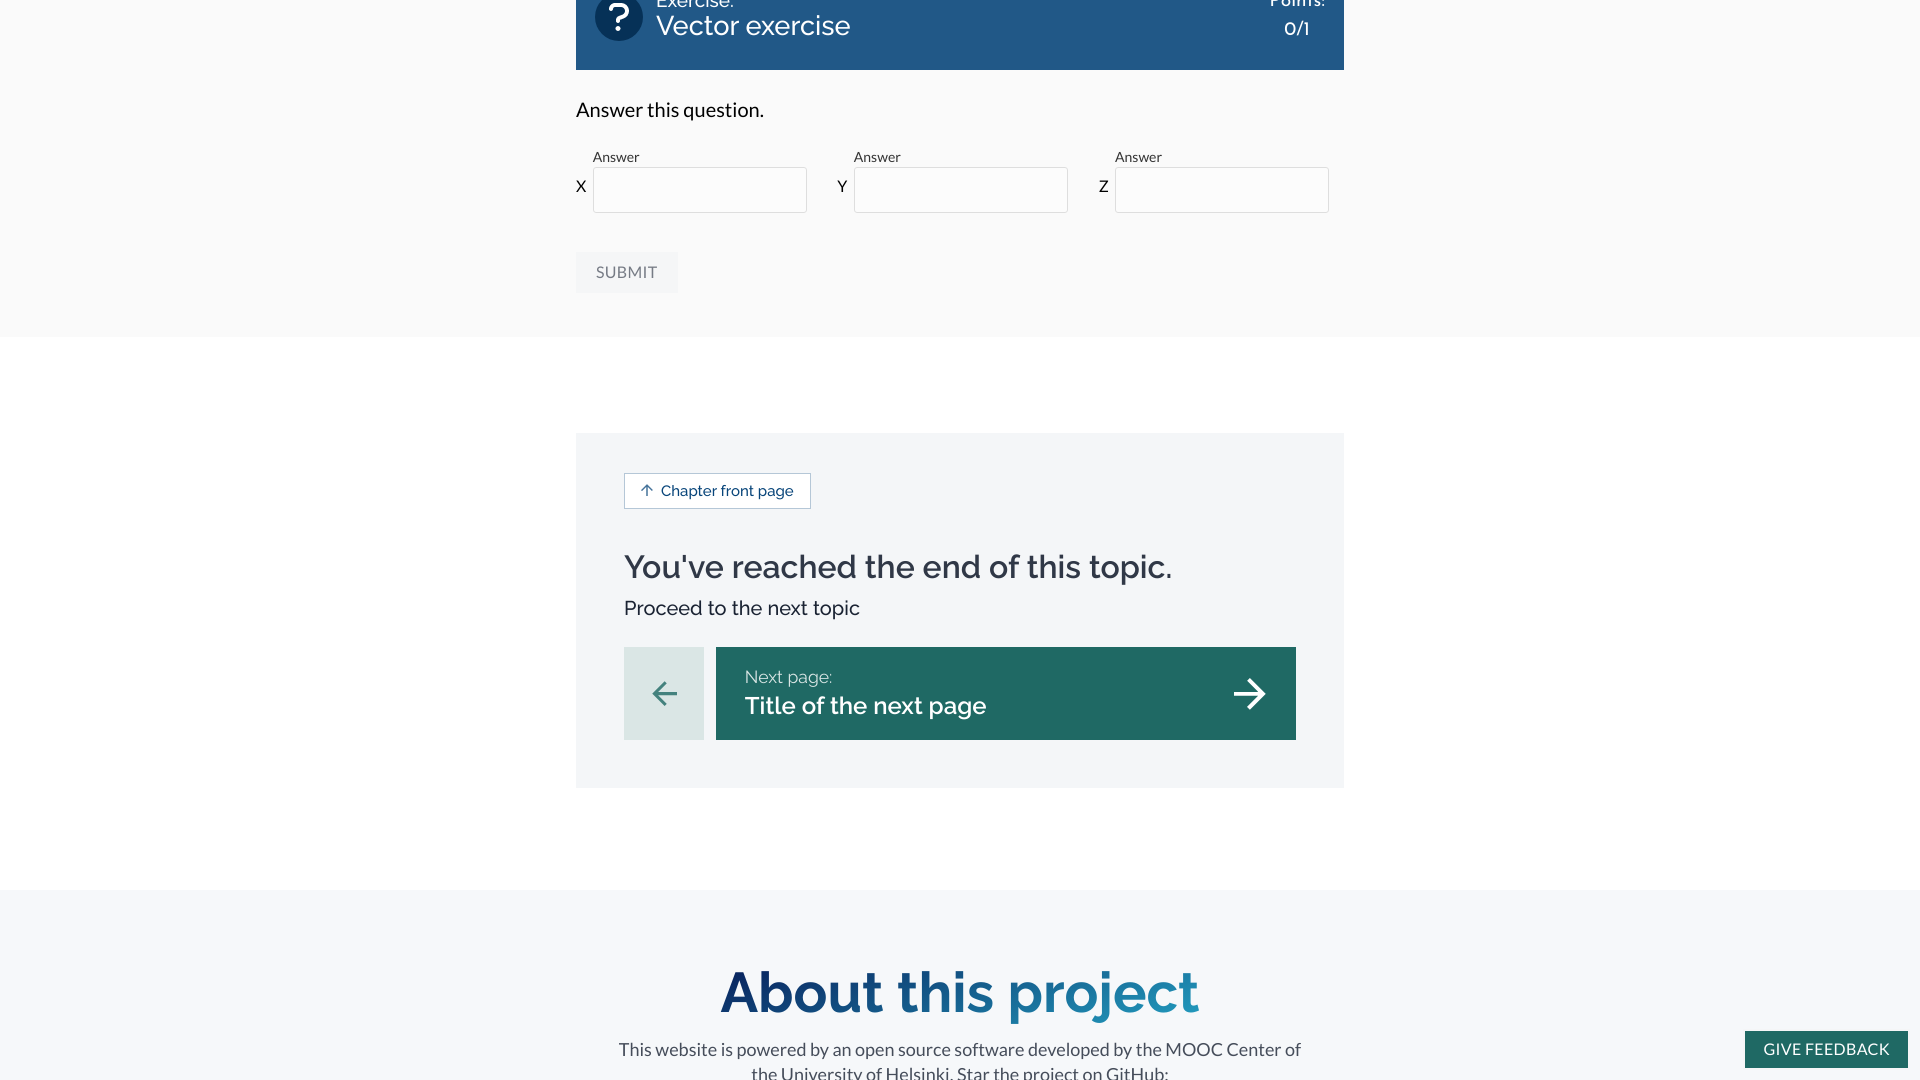 Exercise:
Vector exercise
Points:
0/1
Answer this question.
Answer
X
Answer
Y
Answer
Z
SUBMIT
Chapter front page
You've reached the end of this topic.
Proceed to the next topic
Next page:
Title of the next page
About this project
This website is powered by an open source software developed by the MOOC Center of
the University of Helsinki. Star the project on GitHub:
GIVE FEEDBACK